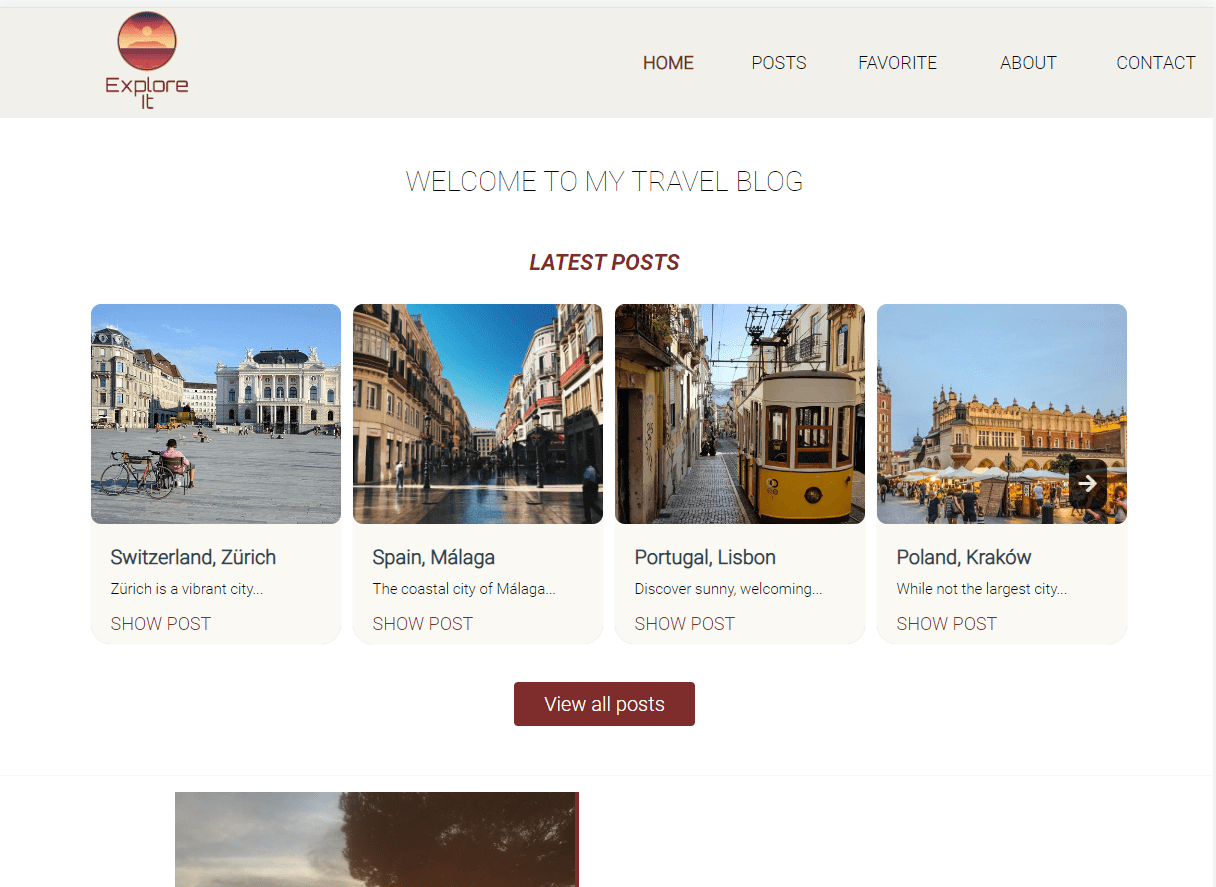 Explore
It
HOME POSTS FAVORITE ABOUT CONTACT
WELCOME TO MY TRAVEL BLOG
LATEST POSTS
Switzerland, Zürich
Zürich is a vibrant city...
SHOW POST
Spain, Málaga
The coastal city of Málaga...
SHOW POST
Portugal, Lisbon
Discover sunny, welcoming...
SHOW POST
Poland, Kraków
While not the largest city...
SHOW POST
View all posts